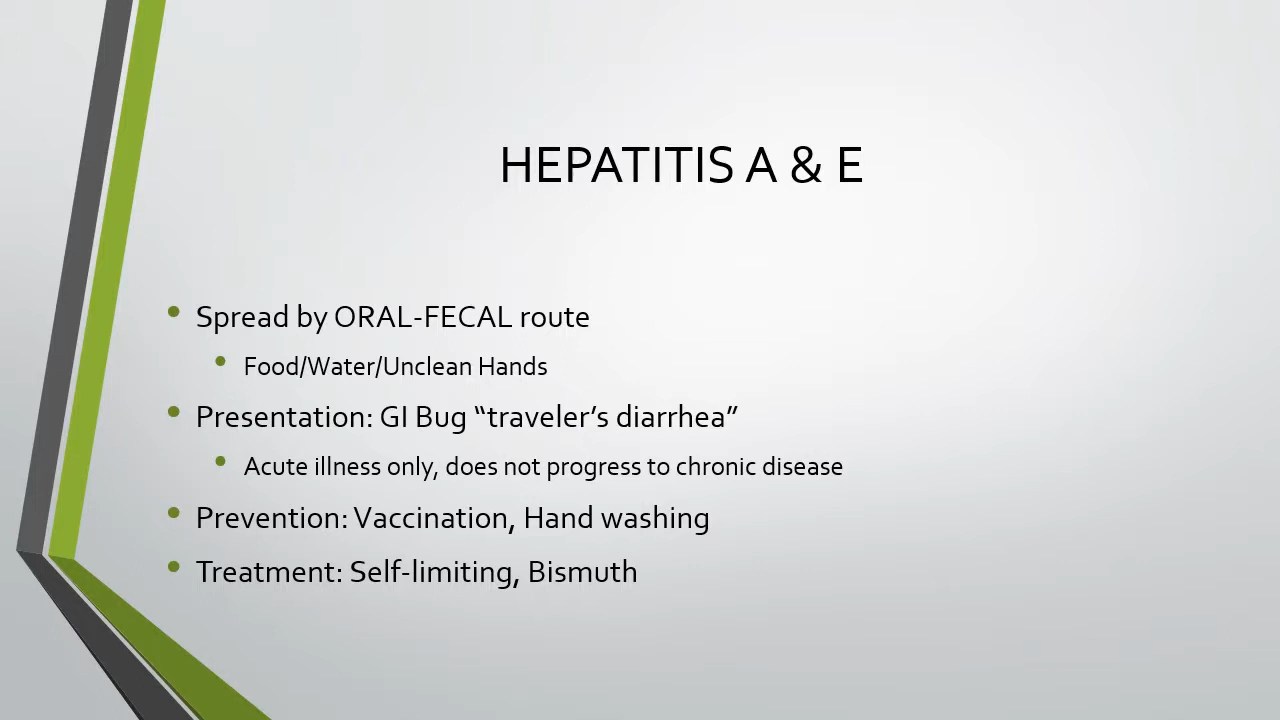 HEPATITIS A & E
• Spread by ORAL-FECAL route
• Food/Water/Unclean Hands
• Presentation: GI Bug “traveler’s diarrhea”
• Acute illness only, does not progress to chronic disease
• Prevention: Vaccination, Hand washing
• Treatment: Self-limiting, Bismuth